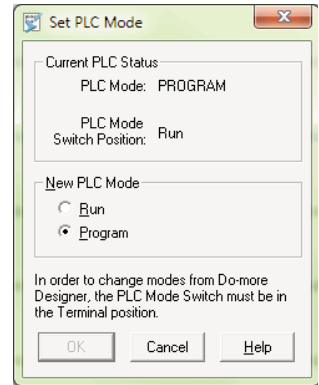 Set PLC Mode
Current PLC Status
PLC Mode: PROGRAM
PLC Mode
Switch Position: Run
New PLC Mode
Run
Program
In order to change modes from Do-more
Designer, the PLC Mode Switch must be in
the Terminal position.
OK Cancel Help